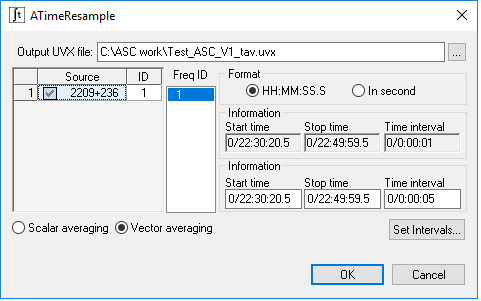 ATimeResample
Output UVX file: C:\ASC work\Test_ASC_V1_tav.uvx ...
Source ID
1 2209+236 1
Freq ID
1
Format
HH:MM:SS.S In second
Information
Start time Stop time Time interval
0/22:30:20.5 0/22:49:59.5 0/0:00:01
Information
Start time Stop time Time interval
0/22:30:20.5 0/22:49:59.5 0/0:00:05
Scalar averaging Vector averaging Set Intervals...
OK Cancel